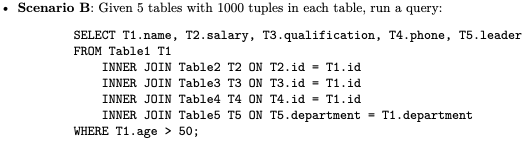 • Scenario B: Given 5 tables with 1000 tuples in each table, run a query:
SELECT T1.name, T2.salary, T3.qualification, T4.phone, T5.leader
FROM Table1 T1
INNER JOIN Table2 T2 ON T2.id = T1.id
INNER JOIN Table3 T3 ON T3.id = T1.id
INNER JOIN Table4 T4 ON T4.id = T1.id
INNER JOIN Table5 T5 ON T5.department = T1.department
WHERE T1.age > 50;